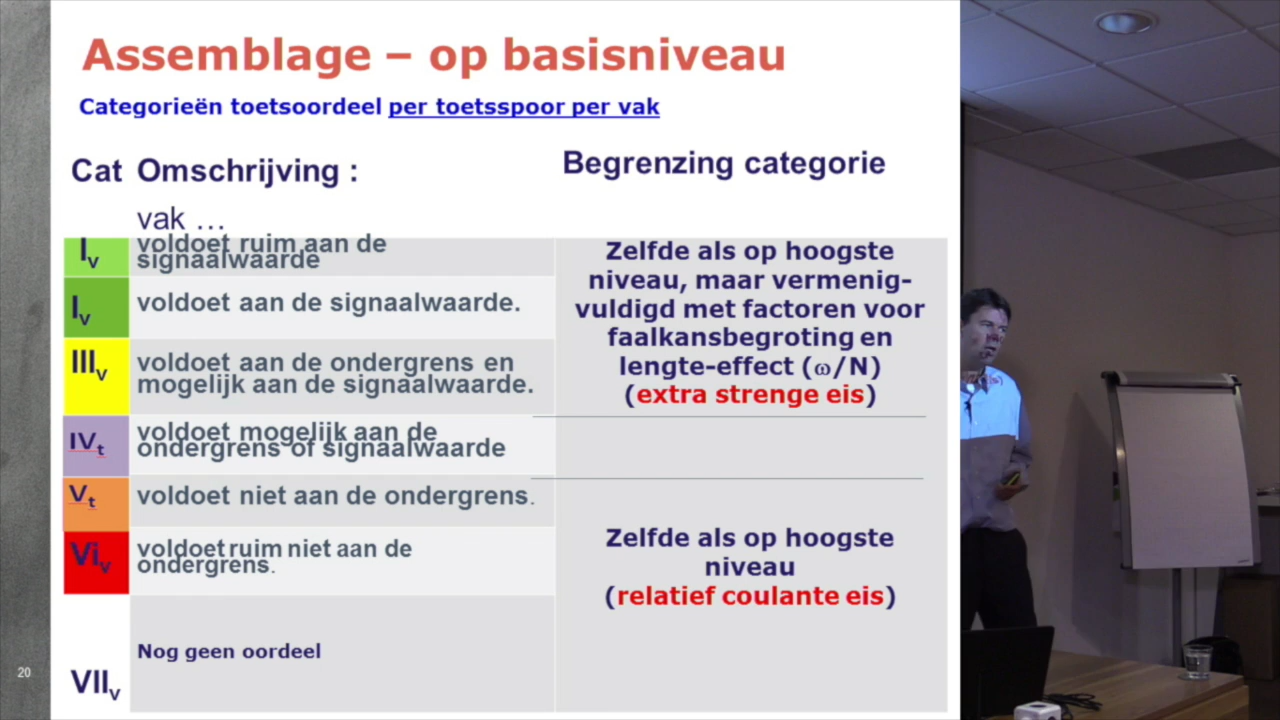 Assemblage – op basisniveau
Categorieën toetsoordeel per toetsspoor per vak
Cat Omschrijving :
Begrenzing categorie
vak …
Iv
voldoet ruim aan de
signaalwaarde
Iv
voldoet aan de signaalwaarde.
IIIv
voldoet aan de ondergrens en
mogelijk aan de signaalwaarde.
IVt
voldoet mogelijk aan de
ondergrens of signaalwaarde
Vt
voldoet niet aan de ondergrens.
Viv
voldoet ruim niet aan de
ondergrens.
VIIv
Nog geen oordeel
Zelfde als op hoogste
niveau, maar vermenig-
vuldigd met factoren voor
faalkansbegroting en
lengte-effect (ω/N)
(extra strenge eis)
Zelfde als op hoogste
niveau
(relatief coulante eis)
20